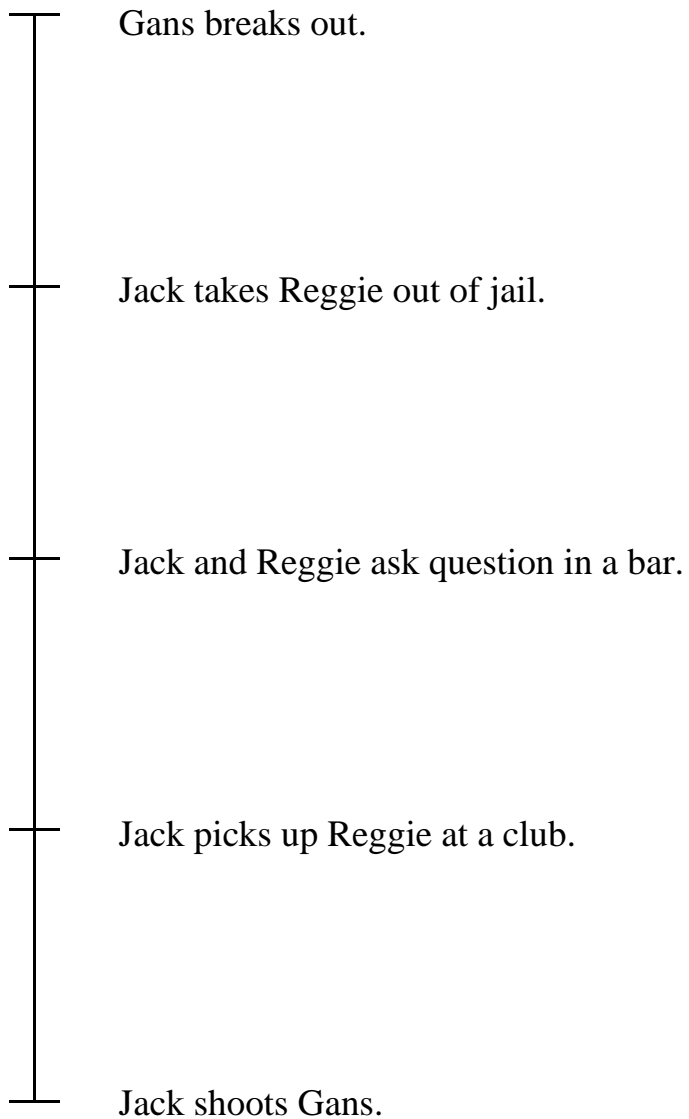 Gans breaks out.
Jack takes Reggie out of jail.
Jack and Reggie ask question in a bar.
Jack picks up Reggie at a club.
Jack shoots Gans.